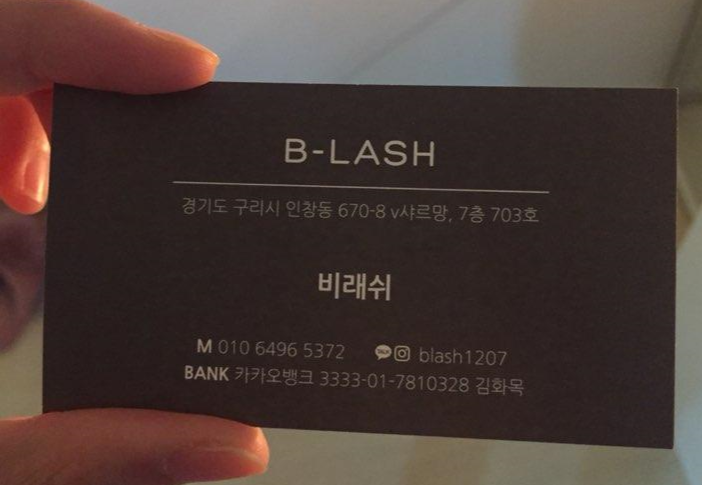 B-LASH
경기도 구리시 인창동 670-8 v샤르망, 7층 703호
비래쉬
M 010 6496 5372 TALK blash1207
BANK 카카오뱅크 3333-01-7810328 김화목